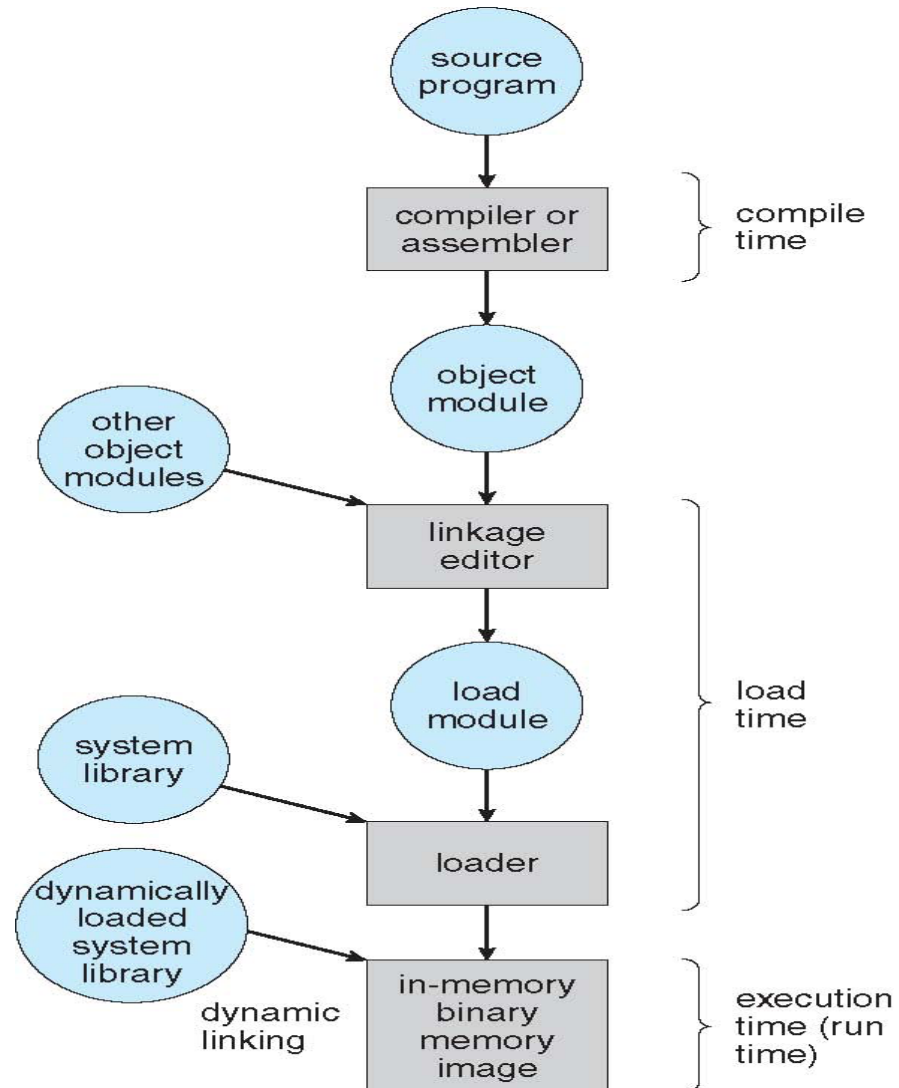 source
program
compiler or
assembler
compile
time
object
module
other
object
modules
linkage
editor
load
module
load
time
system
library
loader
dynamically
loaded
system
library
dynamic
linking
in-memory
binary
memory
image
execution
time (run
time)